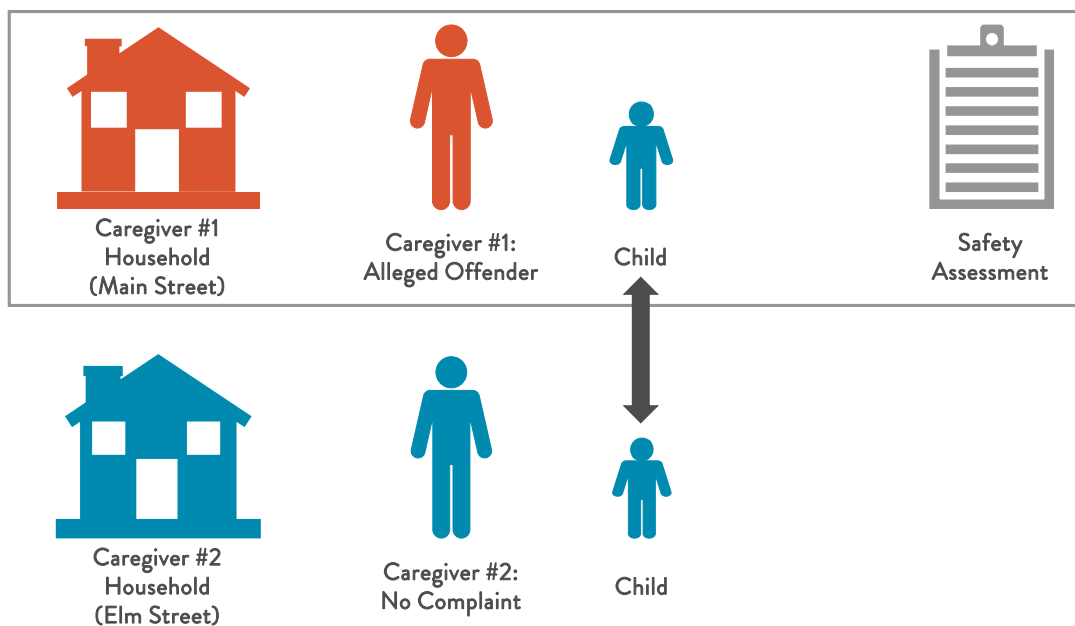 Caregiver #1
Household
(Main Street)
Caregiver #1:
Alleged Offender
Child
Safety
Assessment
Caregiver #2
Household
(Elm Street)
Caregiver #2:
No Complaint
Child